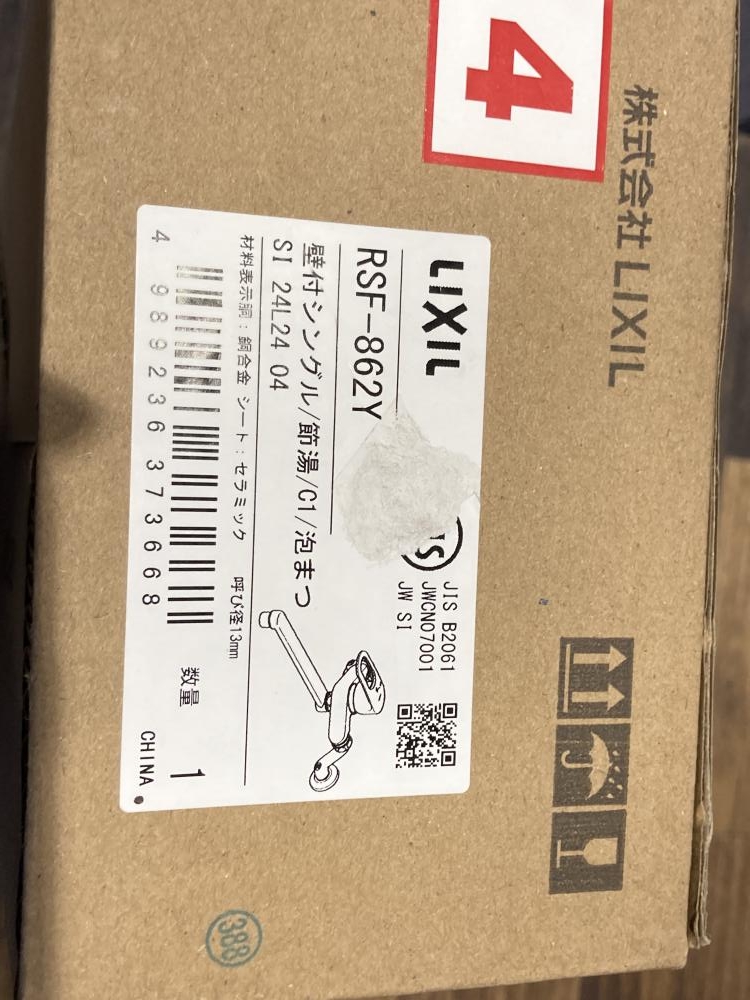 4
株式会社 LIXIL
LIXIL
RSF-862Y
壁付シングル/節湯/C1/泡まつ
SI 24L24 04
JIS B2061
JWCN07001
JW SI
材料表示胴:銅合金 シート:セラミック 呼び径13mm
4 989236 373668
数量 1
CHINA
388